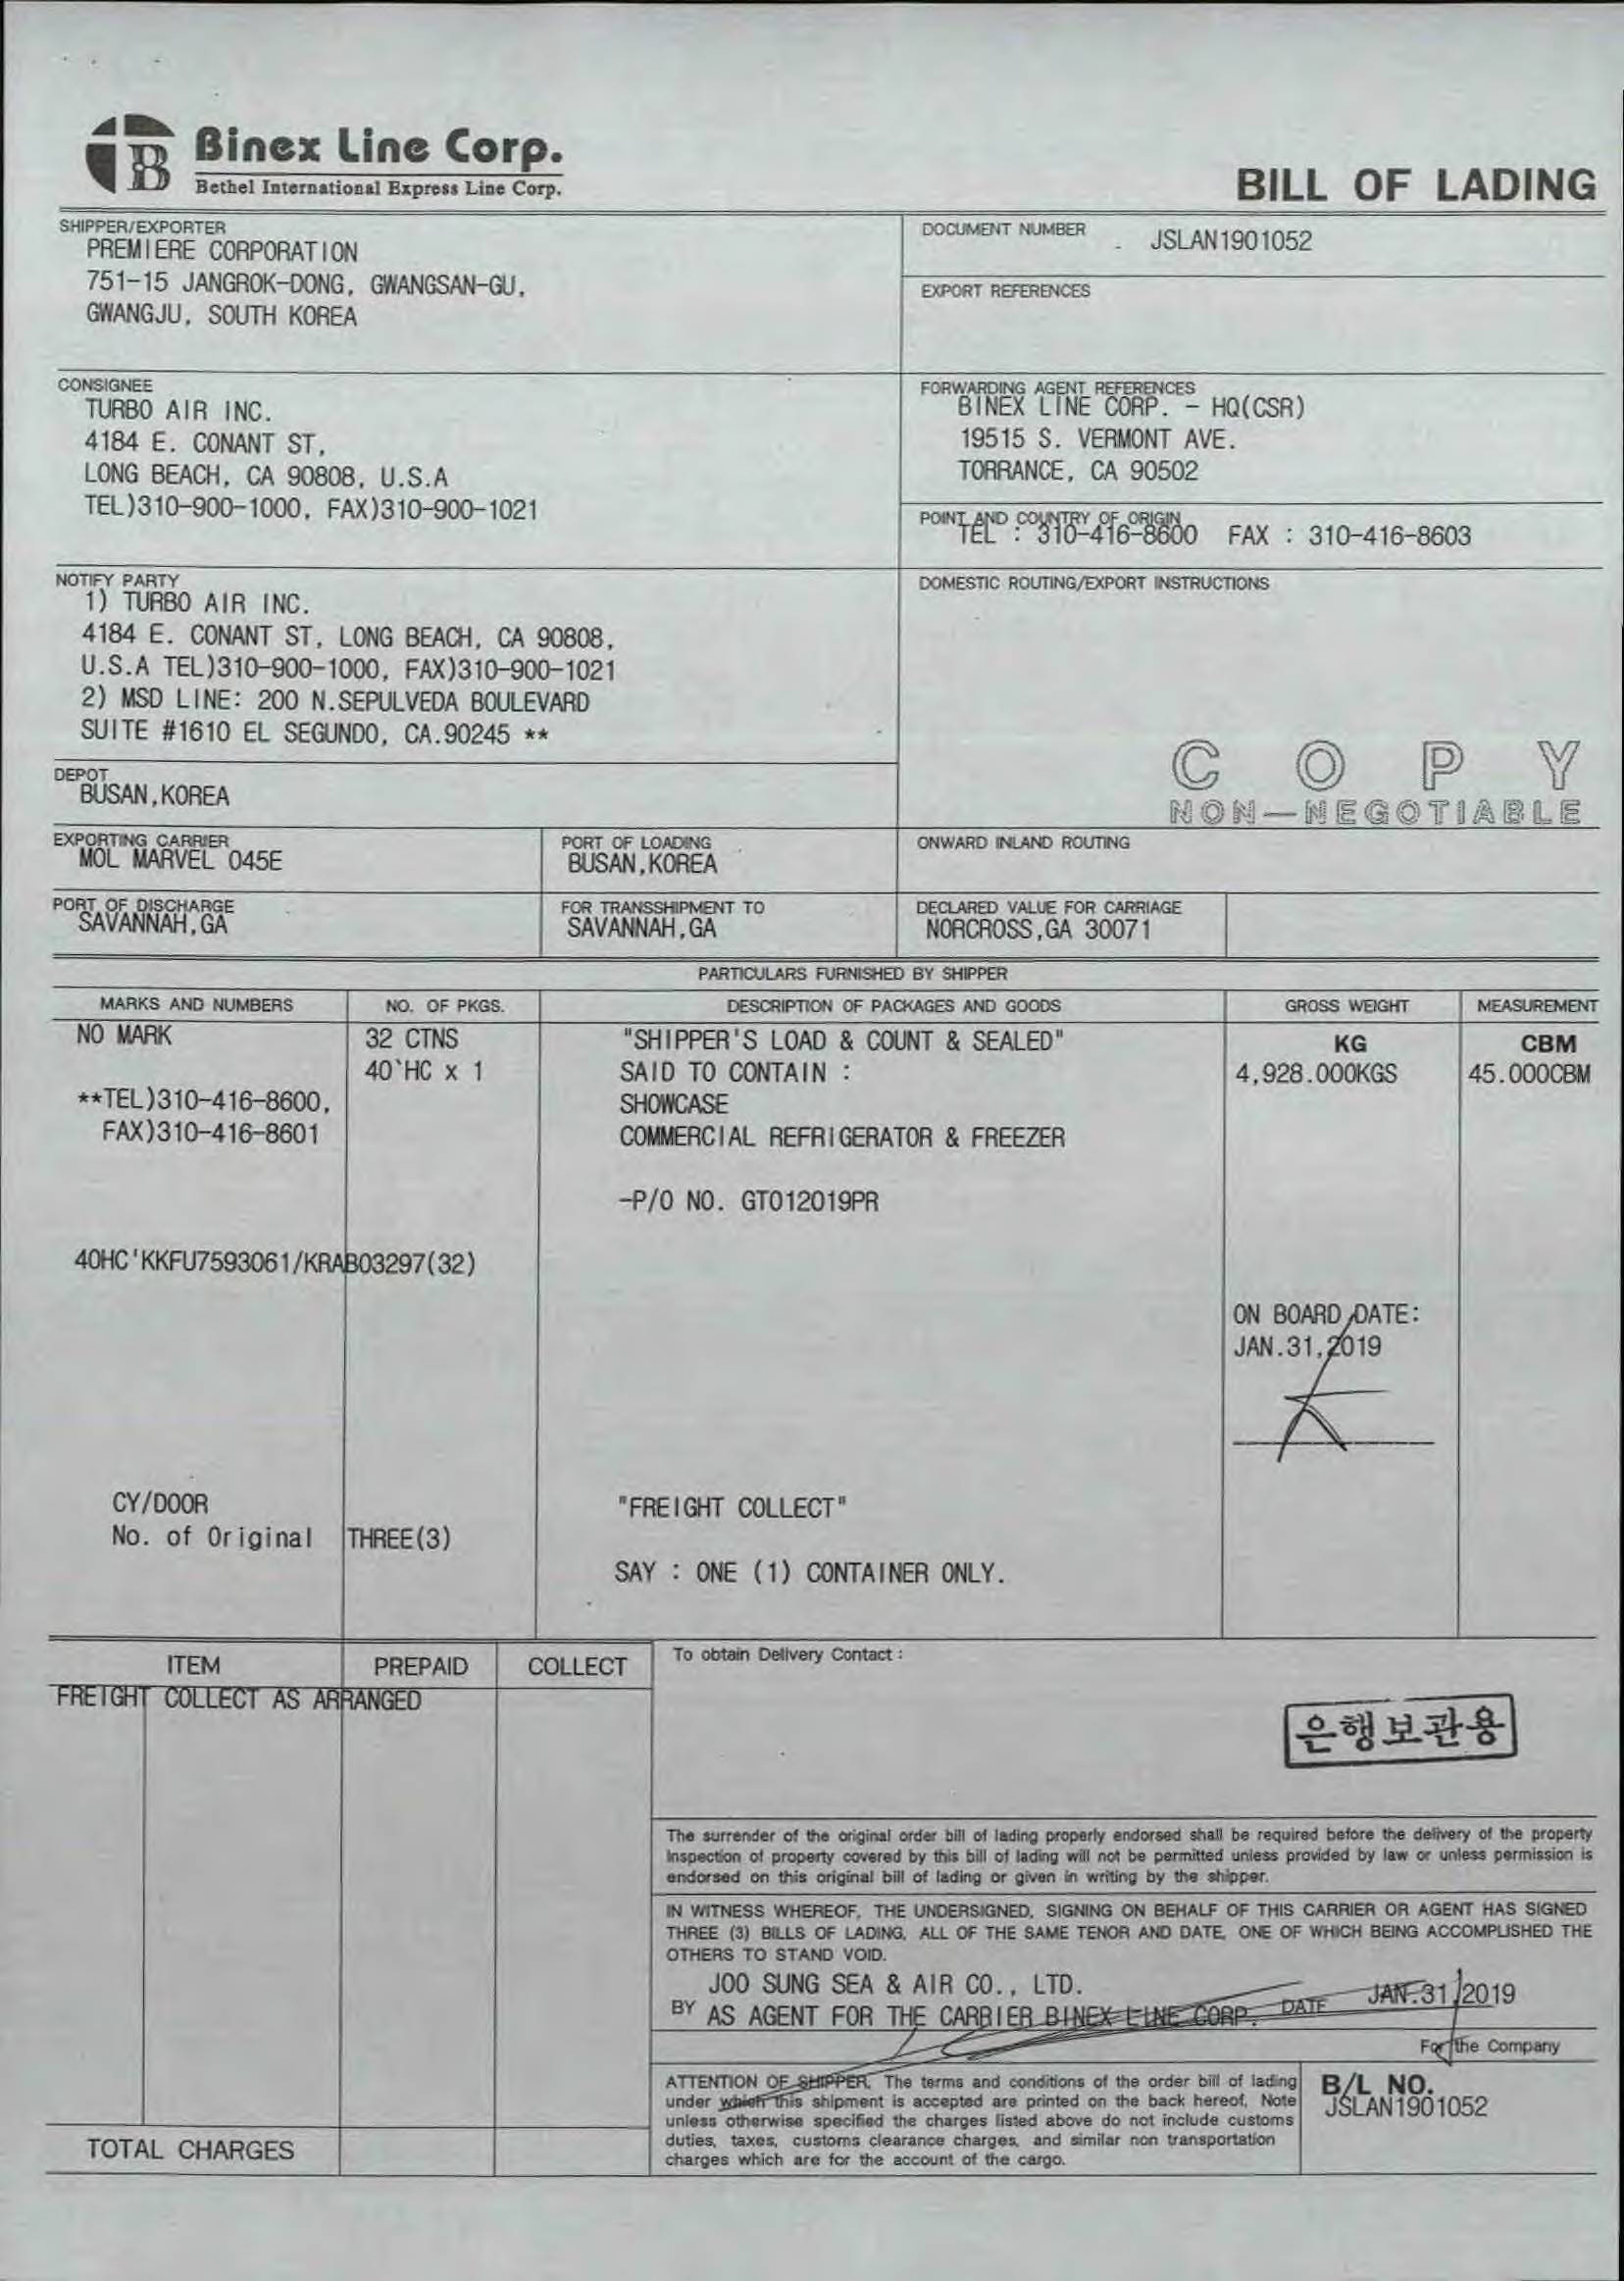 B
Binex Line Corp.
Bethel International Express Line Corp.
BILL OF LADING
SHIPPER/EXPORTER
PREMIERE CORPORATION
751-15 JANGROK-DONG, GWANGSAN-GU,
GWANGJU, SOUTH KOREA
DOCUMENT NUMBER
JSLAN1901052
EXPORT REFERENCES
CONSIGNEE
TURBO AIR INC.
4184 E. CONANT ST,
LONG BEACH, CA 90808, U.S.A
TEL)310-900-1000, FAX)310-900-1021
FORWARDING AGENT REFERENCES
BINEX LINE CORP. - HQ(CSR)
19515 S. VERMONT AVE.
TORRANCE, CA 90502
POINT AND COUNTRY OF ORIGIN
TEL : 310-416-8600 FAX : 310-416-8603
NOTIFY PARTY
1) TURBO AIR INC.
4184 E. CONANT ST, LONG BEACH, CA 90808,
U.S.A TEL)310-900-1000, FAX)310-900-1021
2) MSD LINE: 200 N.SEPULVEDA BOULEVARD
SUITE #1610 EL SEGUNDO, CA.90245 **
DOMESTIC ROUTING/EXPORT INSTRUCTIONS
COPY
NON-NEGOTIABLE
DEPOT
BUSAN,KOREA
EXPORTING CARRIER
MOL MARVEL 045E
PORT OF LOADING
BUSAN,KOREA
ONWARD INLAND ROUTING
PORT OF DISCHARGE
SAVANNAH,GA
FOR TRANSSHIPMENT TO
SAVANNAH,GA
DECLARED VALUE FOR CARRIAGE
NORCROSS,GA 30071
PARTICULARS FURNISHED BY SHIPPER
MARKS AND NUMBERS NO. OF PKGS. DESCRIPTION OF PACKAGES AND GOODS GROSS WEIGHT MEASUREMENT
NO MARK 32 CTNS "SHIPPER'S LOAD & COUNT & SEALED" KG CBM
40`HC x 1 SAID TO CONTAIN : 4,928.000KGS 45.000CBM
**TEL)310-416-8600, SHOWCASE
FAX)310-416-8601 COMMERCIAL REFRIGERATOR & FREEZER
-P/O NO. GT012019PR
40HC'KKFU7593061/KRAB03297(32)
ON BOARD DATE:
JAN.31,2019
CY/DOOR "FREIGHT COLLECT"
No. of Original THREE(3)
SAY : ONE (1) CONTAINER ONLY.
ITEM PREPAID COLLECT
FREIGHT COLLECT AS ARRANGED
To obtain Delivery Contact :
은행보관용
The surrender of the original order bill of lading properly endorsed shall be required before the delivery of the property
Inspection of property covered by this bill of lading will not be permitted unless provided by law or unless permission is
endorsed on this original bill of lading or given in writing by the shipper.
IN WITNESS WHEREOF, THE UNDERSIGNED, SIGNING ON BEHALF OF THIS CARRIER OR AGENT HAS SIGNED
THREE (3) BILLS OF LADING, ALL OF THE SAME TENOR AND DATE, ONE OF WHICH BEING ACCOMPLISHED THE
OTHERS TO STAND VOID.
JOO SUNG SEA & AIR CO., LTD.
BY AS AGENT FOR THE CARRIER BINEX LINE CORP. DATE JAN.31,2019
For the Company
ATTENTION OF SHIPPER, The terms and conditions of the order bill of lading
under which this shipment is accepted are printed on the back hereof, Note
unless otherwise specified the charges listed above do not include customs
duties, taxes, customs clearance charges, and similar non transportation
charges which are for the account of the cargo.
B/L NO.
JSLAN1901052
TOTAL CHARGES